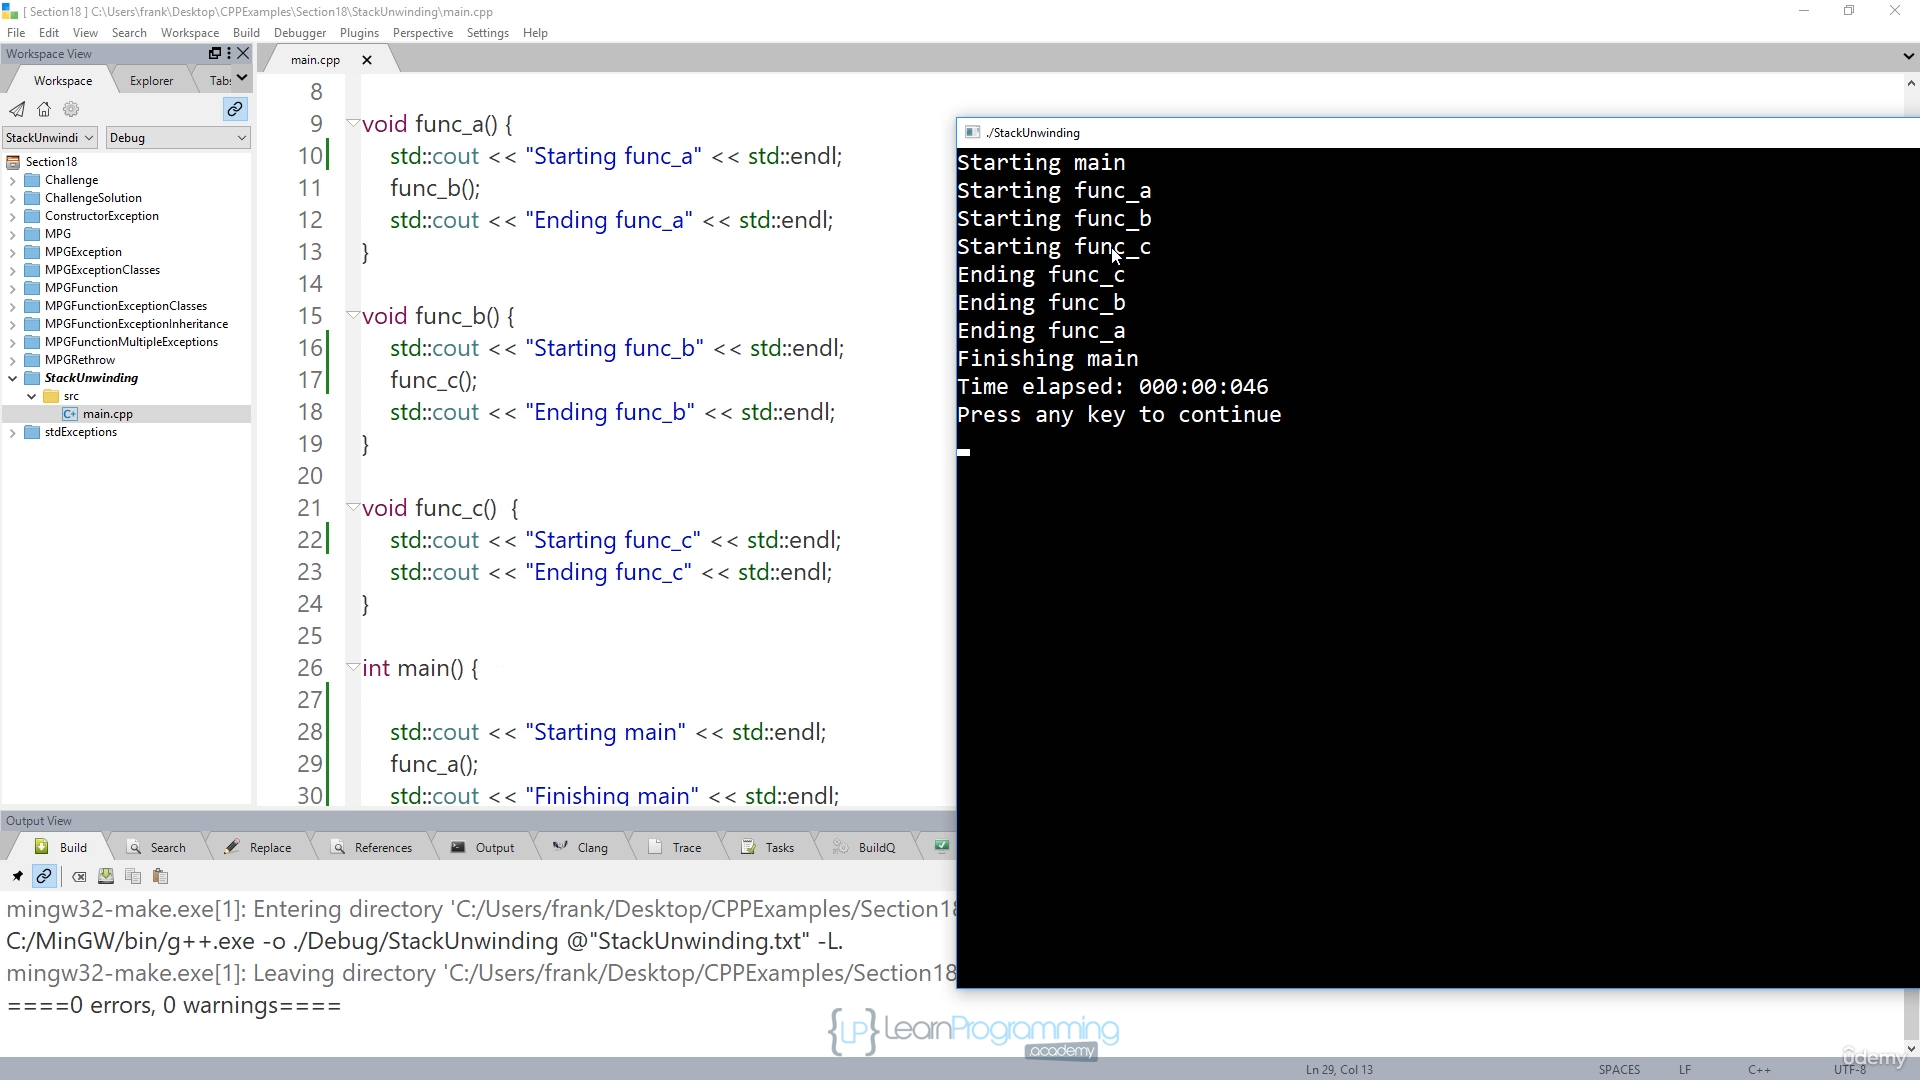 [ Section18 ] C:\Users\frank\Desktop\CPPExamples\Section18\StackUnwinding\main.cpp
File Edit View Search Workspace Build Debugger Plugins Perspective Settings Help
Workspace View
Workspace Explorer Tab
StackUnwindi Debug
Section18
Challenge
ChallengeSolution
ConstructorException
MPG
MPGException
MPGExceptionClasses
MPGFunction
MPGFunctionExceptionClasses
MPGFunctionExceptionInheritance
MPGFunctionMultipleExceptions
MPGRethrow
StackUnwinding
src
main.cpp
stdExceptions
main.cpp
8
9 void func_a() {
10 std::cout << "Starting func_a" << std::endl;
11 func_b();
12 std::cout << "Ending func_a" << std::endl;
13 }
14
15 void func_b() {
16 std::cout << "Starting func_b" << std::endl;
17 func_c();
18 std::cout << "Ending func_b" << std::endl;
19 }
20
21 void func_c()  {
22 std::cout << "Starting func_c" << std::endl;
23 std::cout << "Ending func_c" << std::endl;
24 }
25
26 int main() {
27
28 std::cout << "Starting main" << std::endl;
29 func_a();
30 std::cout << "Finishing main" << std::endl;
./StackUnwinding
Starting main
Starting func_a
Starting func_b
Starting func_c
Ending func_c
Ending func_b
Ending func_a
Finishing main
Time elapsed: 000:00:046
Press any key to continue
Output View
Build Search Replace References Output Clang Trace Tasks BuildQ
mingw32-make.exe[1]: Entering directory 'C:/Users/frank/Desktop/CPPExamples/Section18
C:/MinGW/bin/g++.exe -o ./Debug/StackUnwinding @"StackUnwinding.txt" -L.
mingw32-make.exe[1]: Leaving directory 'C:/Users/frank/Desktop/CPPExamples/Section18
====0 errors, 0 warnings====
{LP} LearnProgramming
academy
Ln 29, Col 13 SPACES LF C++ UTF-8
ûdemy